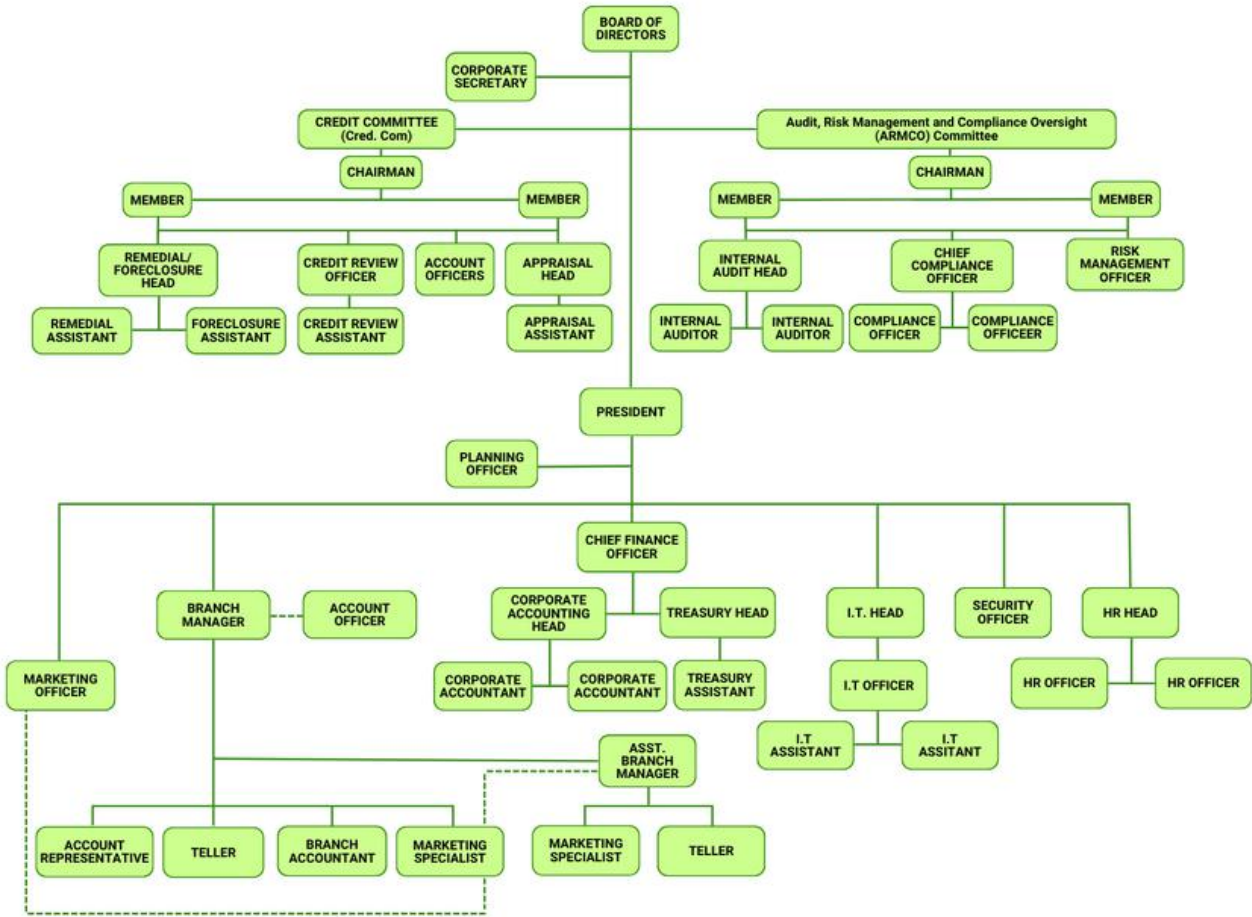 BOARD OF
DIRECTORS
CORPORATE
SECRETARY
CREDIT COMMITTEE
(Cred. Com)
Audit, Risk Management and Compliance Oversight
(ARMCO) Committee
CHAIRMAN
CHAIRMAN
MEMBER
MEMBER
MEMBER
MEMBER
REMEDIAL/
FORECLOSURE
HEAD
CREDIT REVIEW
OFFICER
ACCOUNT
OFFICERS
APPRAISAL
HEAD
INTERNAL
AUDIT HEAD
CHIEF
COMPLIANCE
OFFICER
RISK
MANAGEMENT
OFFICER
REMEDIAL
ASSISTANT
FORECLOSURE
ASSISTANT
CREDIT REVIEW
ASSISTANT
APPRAISAL
ASSISTANT
INTERNAL
AUDITOR
INTERNAL
AUDITOR
COMPLIANCE
OFFICER
COMPLIANCE
OFFICEER
PRESIDENT
PLANNING
OFFICER
CHIEF FINANCE
OFFICER
BRANCH
MANAGER
ACCOUNT
OFFICER
CORPORATE
ACCOUNTING
HEAD
TREASURY HEAD
I.T. HEAD
SECURITY
OFFICER
HR HEAD
MARKETING
OFFICER
CORPORATE
ACCOUNTANT
CORPORATE
ACCOUNTANT
TREASURY
ASSISTANT
I.T OFFICER
HR OFFICER
HR OFFICER
I.T
ASSISTANT
I.T
ASSITANT
ASST.
BRANCH
MANAGER
ACCOUNT
REPRESENTATIVE
TELLER
BRANCH
ACCOUNTANT
MARKETING
SPECIALIST
MARKETING
SPECIALIST
TELLER